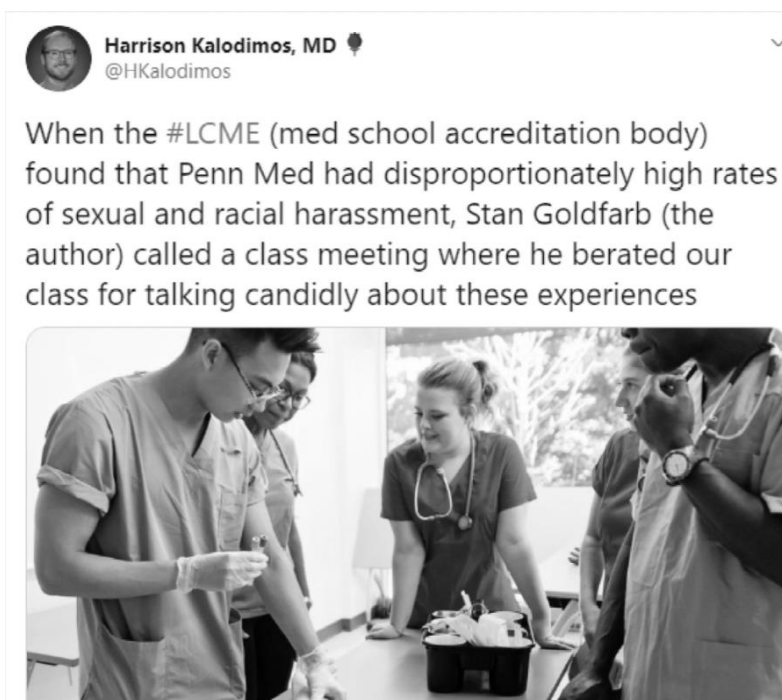 Harrison Kalodimos, MD
@HKalodimos
When the #LCME (med school accreditation body)
found that Penn Med had disproportionately high rates
of sexual and racial harassment, Stan Goldfarb (the
author) called a class meeting where he berated our
class for talking candidly about these experiences